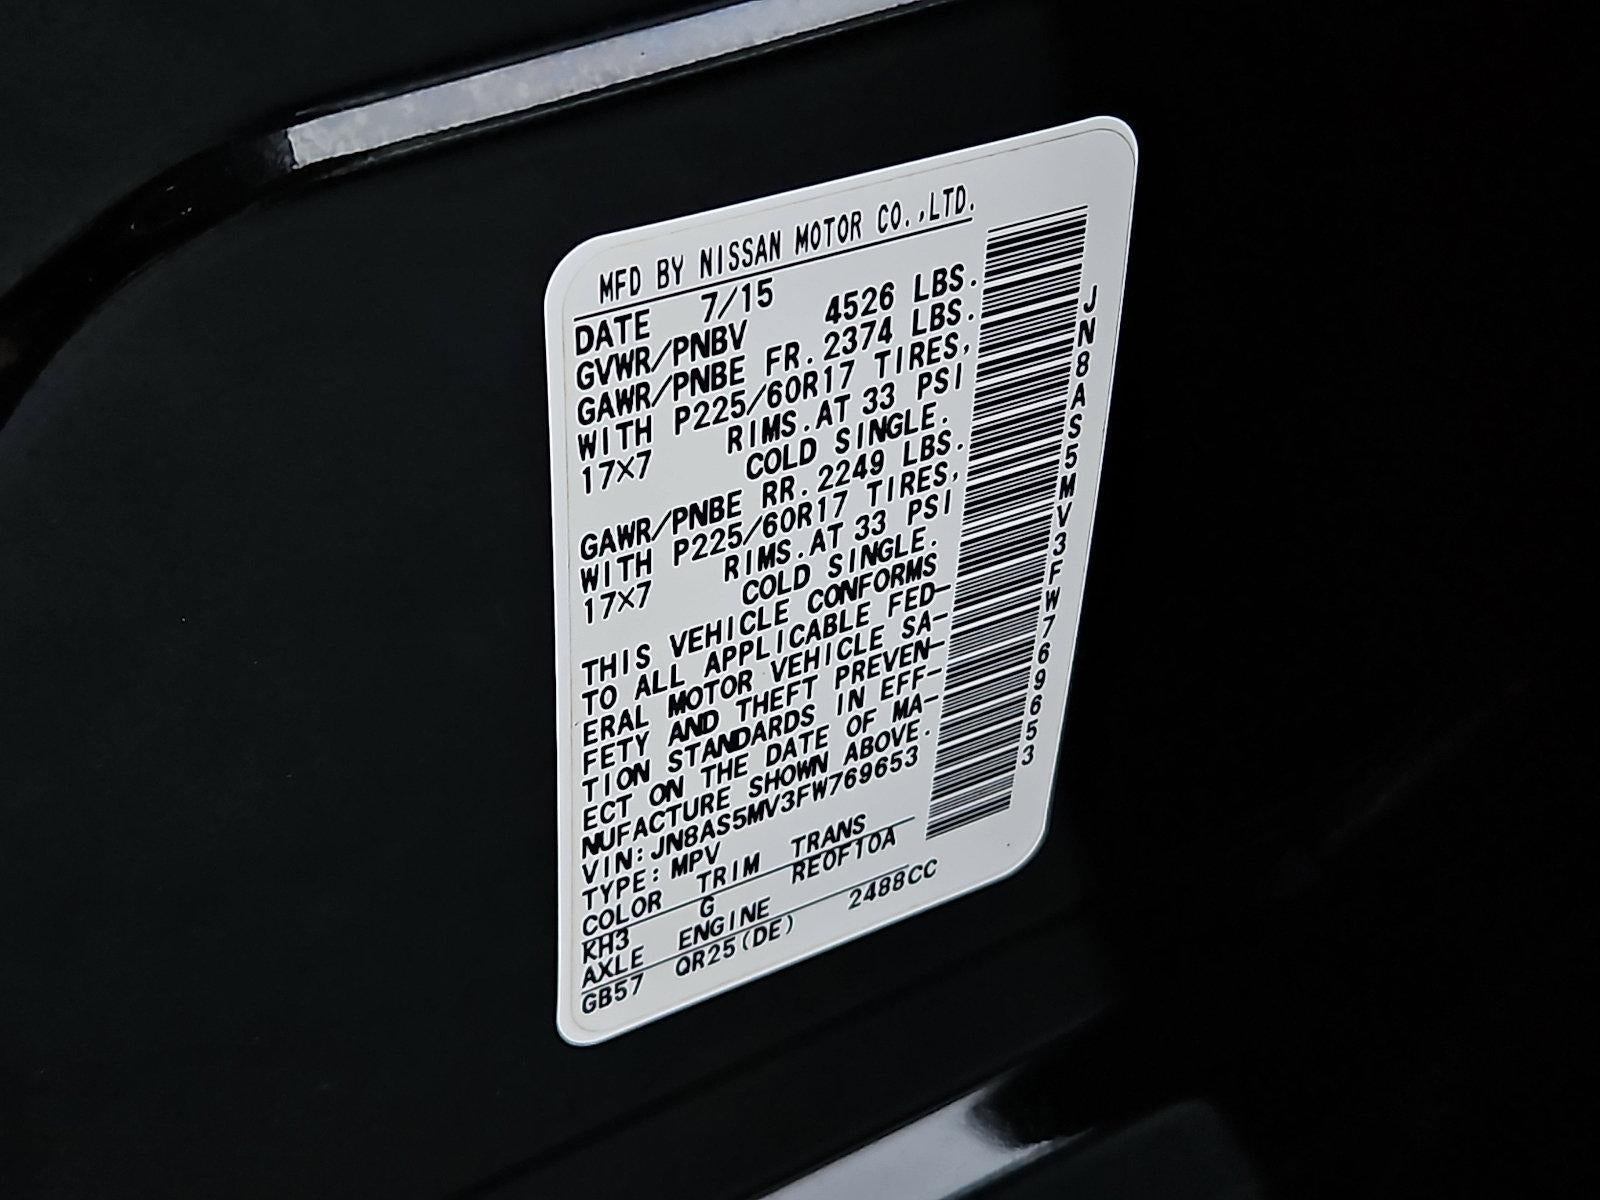 MFD BY NISSAN MOTOR CO.,LTD.
DATE 7/15
GVWR/PNBV 4526 LBS.
GAWR/PNBE FR. 2374 LBS.
WITH P225/60R17 TIRES,
17×7 RIMS.AT 33 PSI
COLD SINGLE.
GAWR/PNBE RR. 2249 LBS.
WITH P225/60R17 TIRES,
17×7 RIMS.AT 33 PSI
COLD SINGLE.
THIS VEHICLE CONFORMS
TO ALL APPLICABLE FED-
ERAL MOTOR VEHICLE SA-
FETY AND THEFT PREVEN-
TION STANDARDS IN EFF-
ECT ON THE DATE OF MA-
NUFACTURE SHOWN ABOVE.
VIN:JN8AS5MV3FW769653
TYPE:MPV
COLOR TRIM TRANS
KH3 G RE0F10A
AXLE ENGINE
GB57 QR25(DE) 2488CC
JN8AS5MV3FW769653